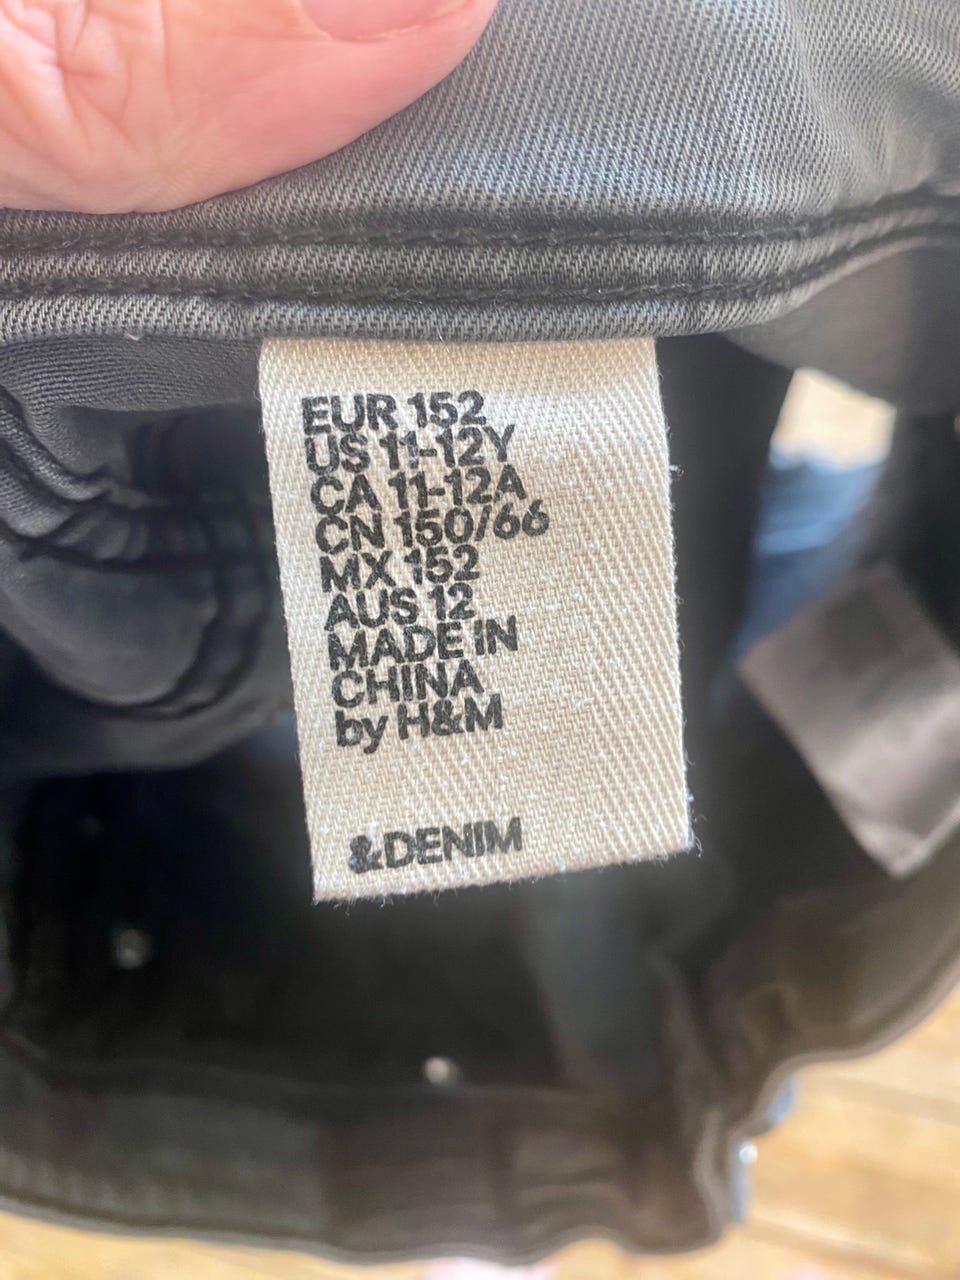 EUR 152
US 11-12Y
CA 11-12A
CN 150/66
MX 152
AUS 12
MADE IN
CHINA
by H&M
&DENIM